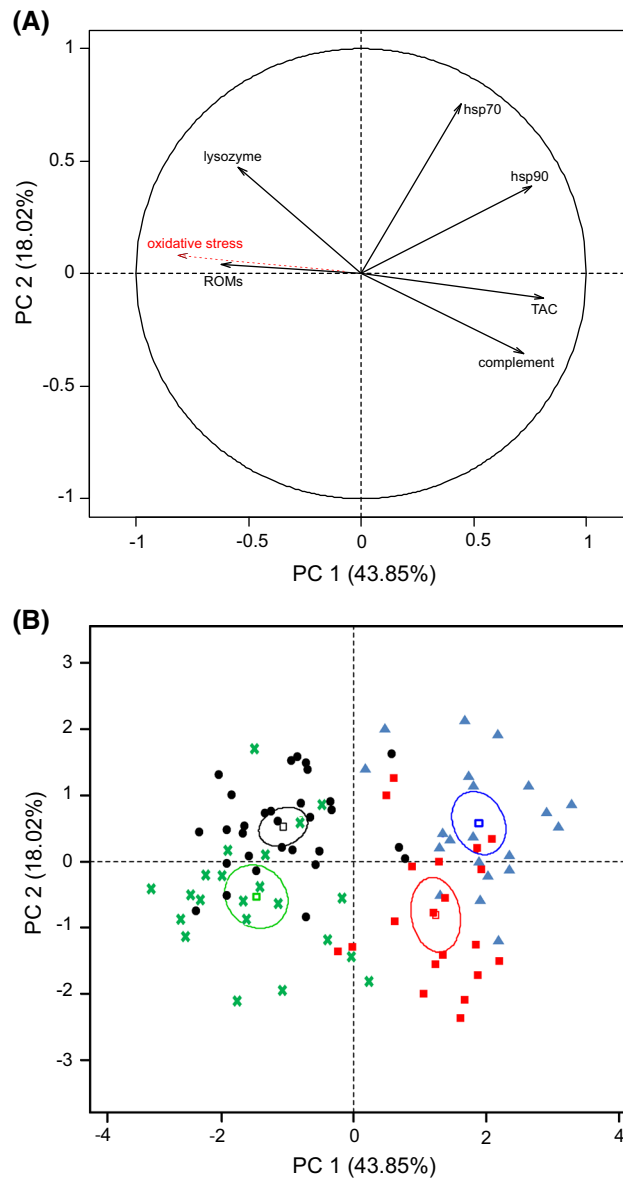 (A)
1
0.5
0
-0.5
-1
PC 2 (18.02%)
hsp70
lysozyme
hsp90
oxidative stress
ROMs
TAC
complement
-1
-0.5
0
0.5
1
PC 1 (43.85%)
(B)
3
2
1
0
-1
-2
-3
PC 2 (18.02%)
-4
-2
0
2
4
PC 1 (43.85%)